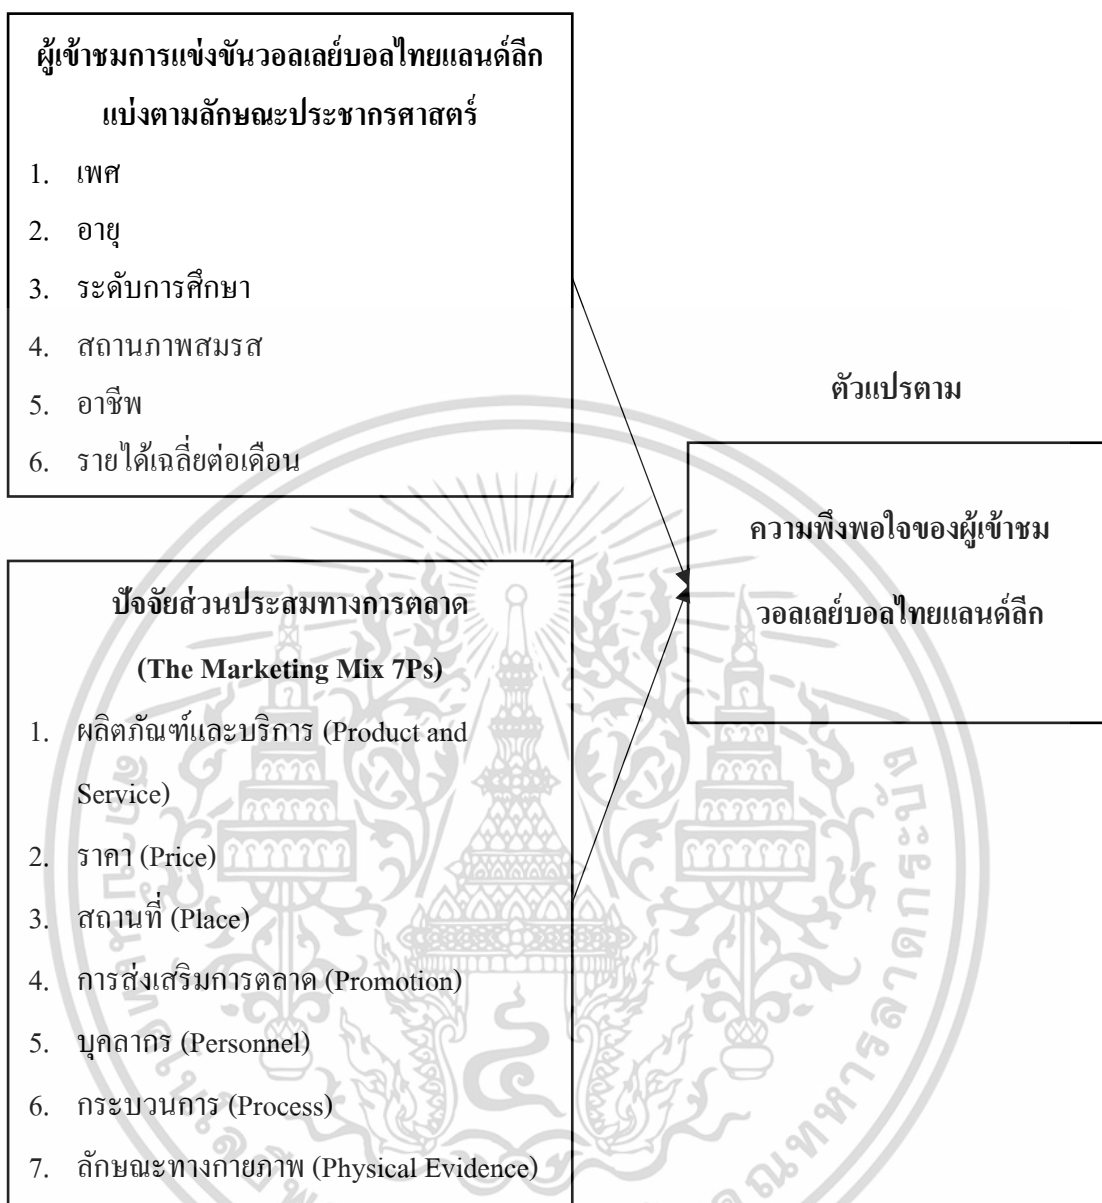 ผู้เข้าชมการแข่งขันวอลเลย์บอลไทยแลนด์ลีก
แบ่งตามลักษณะประชากรศาสตร์
1. เพศ
2. อายุ
3. ระดับการศึกษา
4. สถานภาพสมรส
5. อาชีพ
6. รายได้เฉลี่ยต่อเดือน
ปัจจัยส่วนประสมทางการตลาด
(The Marketing Mix 7Ps)
1. ผลิตภัณฑ์และบริการ (Product and
Service)
2. ราคา (Price)
3. สถานที่ (Place)
4. การส่งเสริมการตลาด (Promotion)
5. บุคลากร (Personnel)
6. กระบวนการ (Process)
7. ลักษณะทางกายภาพ (Physical Evidence)
ตัวแปรตาม
ความพึงพอใจของผู้เข้าชม
วอลเลย์บอลไทยแลนด์ลีก